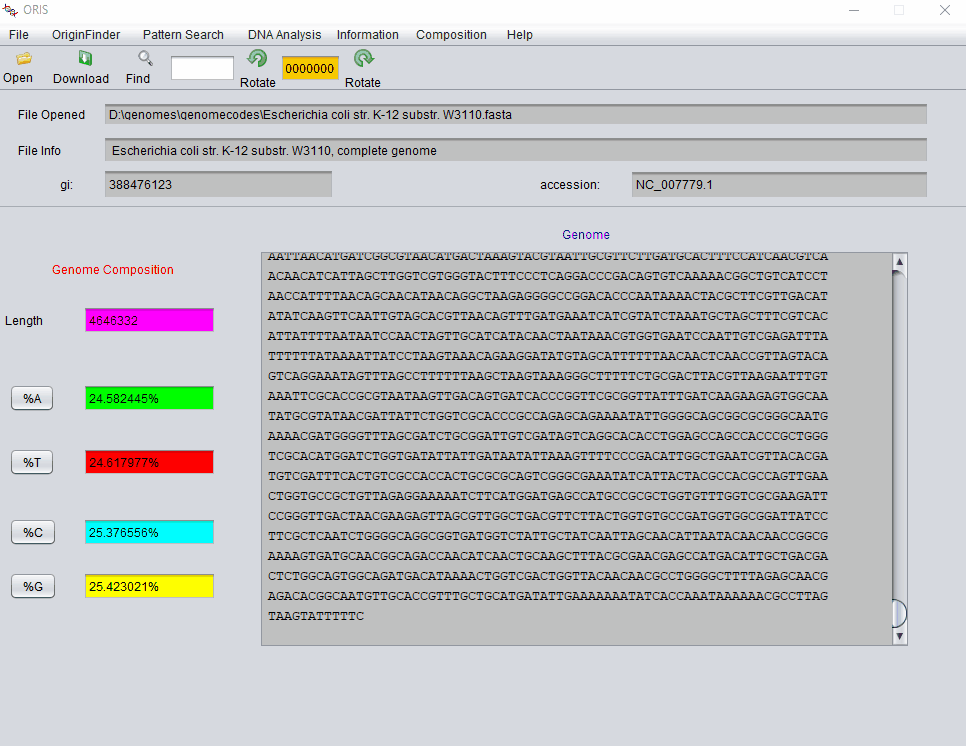 ORIS
File OriginFinder Pattern Search DNA Analysis Information Composition Help
Open Download Find Rotate 0000000 Rotate
File Opened D:\genomes\genomecodes\Escherichia coli str. K-12 substr. W3110.fasta
File Info Escherichia coli str. K-12 substr. W3110, complete genome
gi: 388476123 accession: NC_007779.1
Genome
Genome Composition
Length 4646332
%A 24.582445%
%T 24.617977%
%C 25.376556%
%G 25.423021%
AATTAACATGATCGGCGTAACATGACTAAAGTACGTAATTGCGTTCTTGATGCACTTTCCATCAACGTCA
ACAACATCATTAGCTTGGTCGTGGGTACTTTCCCTCAGGACCCGACAGTGTCAAAAACGGCTGTCATCCT
AACCATTTTAACAGCAACATAACAGGCTAAGAGGGGCCGGACACCCAATAAAACTACGCTTCGTTGACAT
ATATCAAGTTCAATTGTAGCACGTTAACAGTTTGATGAAATCATCGTATCTAAATGCTAGCTTTCGTCAC
ATTATTTTAATAATCCAACTAGTTGCATCATACAACTAATAAACGTGGTGAATCCAATTGTCGAGATTTA
TTTTTTATAAAATTATCCTAAGTAAACAGAAGGATATGTAGCATTTTTTAACAACTCAACCGTTAGTACA
GTCAGGAAATAGTTTAGCCTTTTTTAAGCTAAGTAAAGGGCTTTTTCTGCGACTTACGTTAAGAATTTGT
AAATTCGCACCGCGTAATAAGTTGACAGTGATCACCCGGTTCGCGGTTATTTGATCAAGAAGAGTGGCAA
TATGCGTATAACGATTATTCTGGTCGCACCCGCCAGAGCAGAAAATATTGGGGCAGCGGCGCGGGCAATG
AAAACGATGGGGTTTAGCGATCTGCGGATTGTCGATAGTCAGGCACACCTGGAGCCAGCCACCCGCTGGG
TCGCACATGGATCTGGTGATATTATTGATAATATTAAAGTTTTCCCGACATTGGCTGAATCGTTACACGA
TGTCGATTTCACTGTCGCCACCACTGCGCGCAGTCGGGCGAAATATCATTACTACGCCACGCCAGTTGAA
CTGGTGCCGCTGTTAGAGGAAAAATCTTCATGGATGAGCCATGCCGCGCTGGTGTTTGGTCGCGAAGATT
CCGGGTTGACTAACGAAGAGTTAGCGTTGGCTGACGTTCTTACTGGTGTGCCGATGGTGGCGGATTATCC
TTCGCTCAATCTGGGGCAGGCGGTGATGGTCTATTGCTATCAATTAGCAACATTAATACAACAACCGGCG
AAAAGTGATGCAACGGCAGACCAACATCAACTGCAAGCTTTACGCGAACGAGCCATGACATTGCTGACGA
CTCTGGCAGTGGCAGATGACATAAAACTGGTCGACTGGTTACAACAACGCCTGGGGCTTTTAGAGCAACG
AGACACGGCAATGTTGCACCGTTTGCTGCATGATATTGAAAAAAATATCACCAAATAAAAAACGCCTTAG
TAAGTATTTTTC